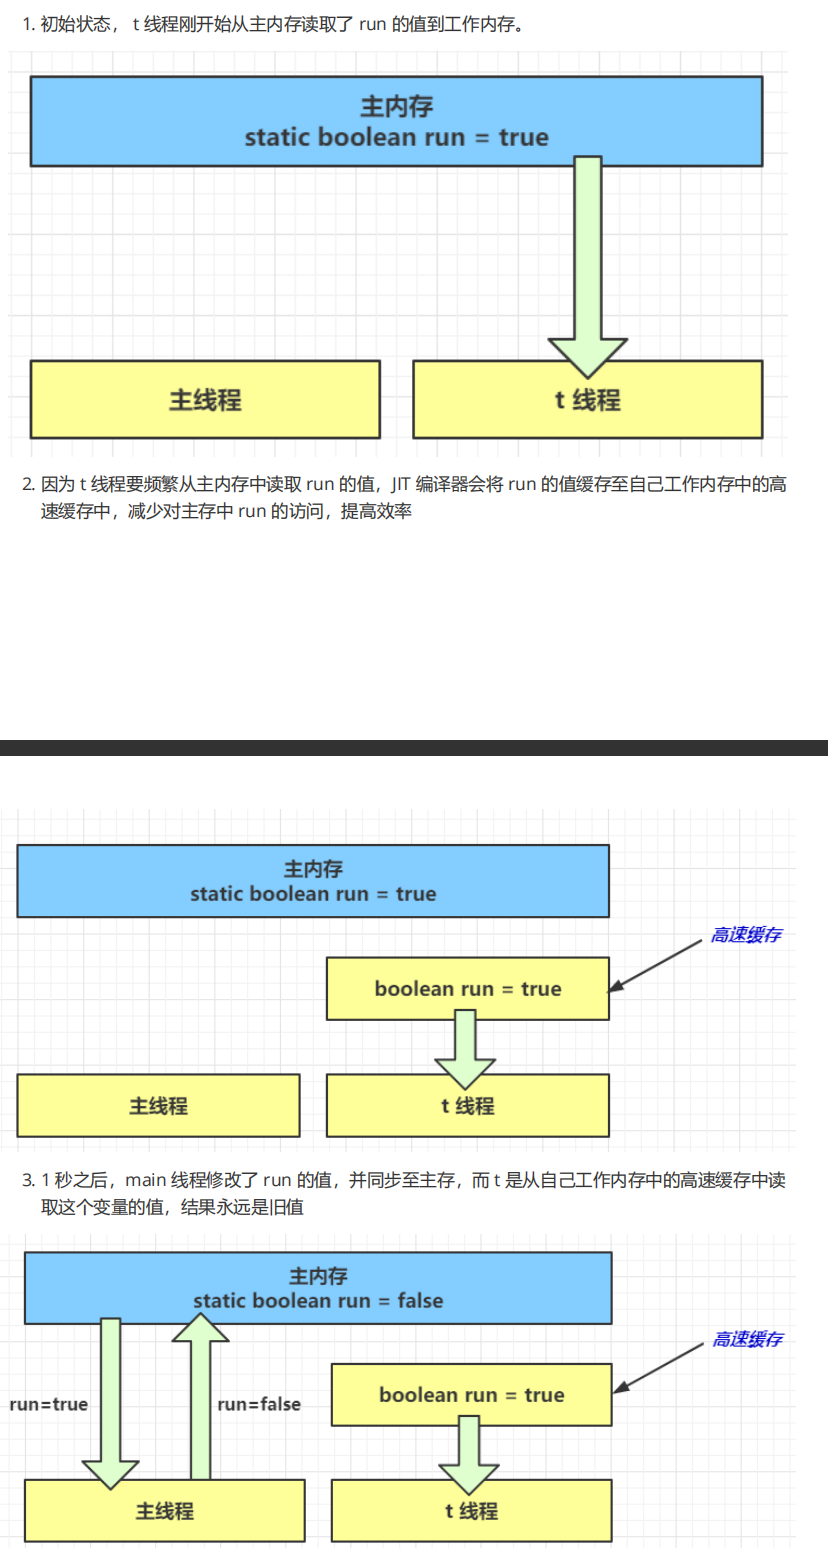 1. 初始状态， t 线程刚开始从主内存读取了 run 的值到工作内存。
主内存
static boolean run = true
主线程
t 线程
2. 因为 t 线程要频繁从主内存中读取 run 的值，JIT 编译器会将 run 的值缓存至自己工作内存中的高
速缓存中，减少对主存中 run 的访问，提高效率
主内存
static boolean run = true
高速缓存
boolean run = true
主线程
t 线程
3. 1 秒之后，main 线程修改了 run 的值，并同步至主存，而 t 是从自己工作内存中的高速缓存中读
取这个变量的值，结果永远是旧值
主内存
static boolean run = false
高速缓存
boolean run = true
run=true
run=false
主线程
t 线程